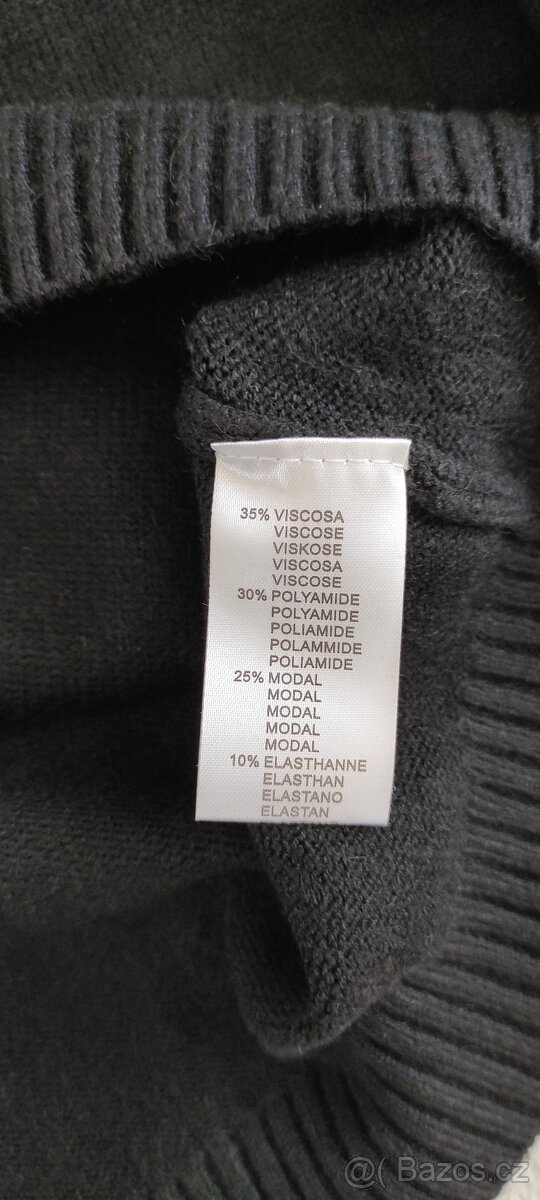 35% VISCOSA
VISCOSE
VISKOSE
VISCOSA
VISCOSE
30% POLYAMIDE
POLYAMIDE
POLIAMIDE
POLAMMIDE
POLIAMIDE
25% MODAL
MODAL
MODAL
MODAL
MODAL
10% ELASTHANNE
ELASTHAN
ELASTANO
ELASTAN
@ Bazos.cz